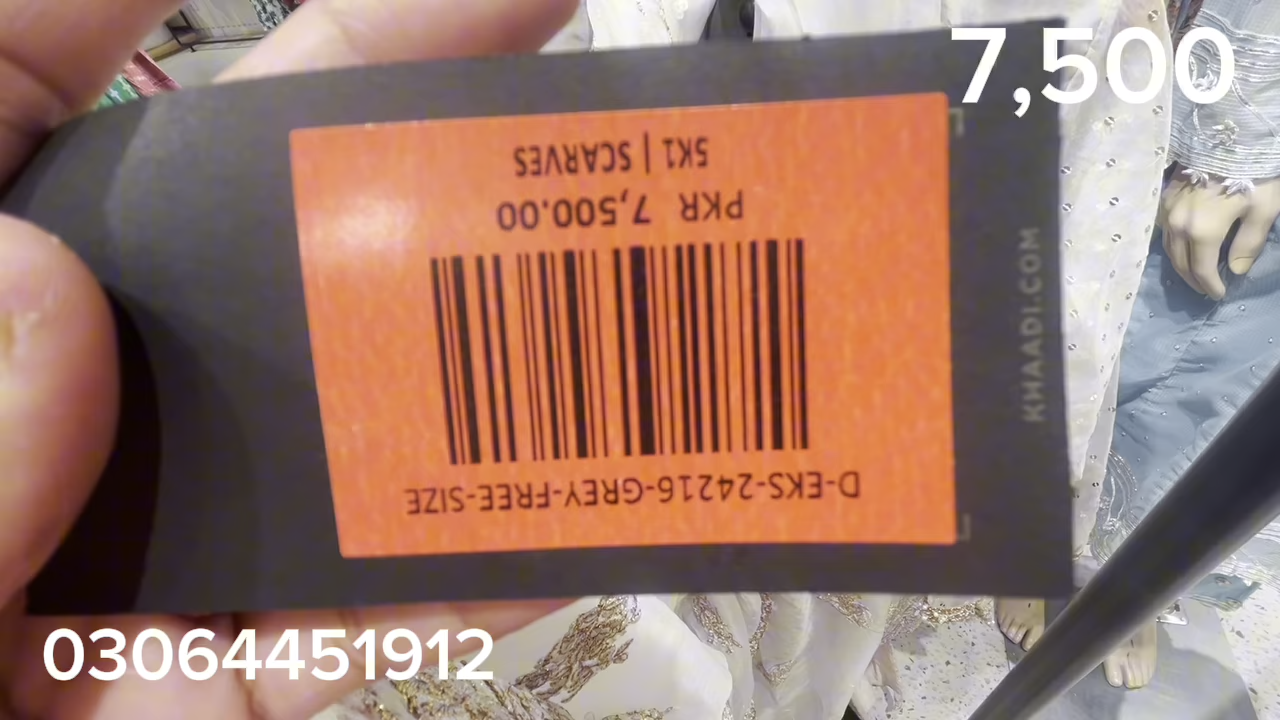 7,500
5K1 | SCARVES
PKR 7,500.00
D-EKS-24216-GREY-FREE-SIZE
KHAADI.COM
03064451912